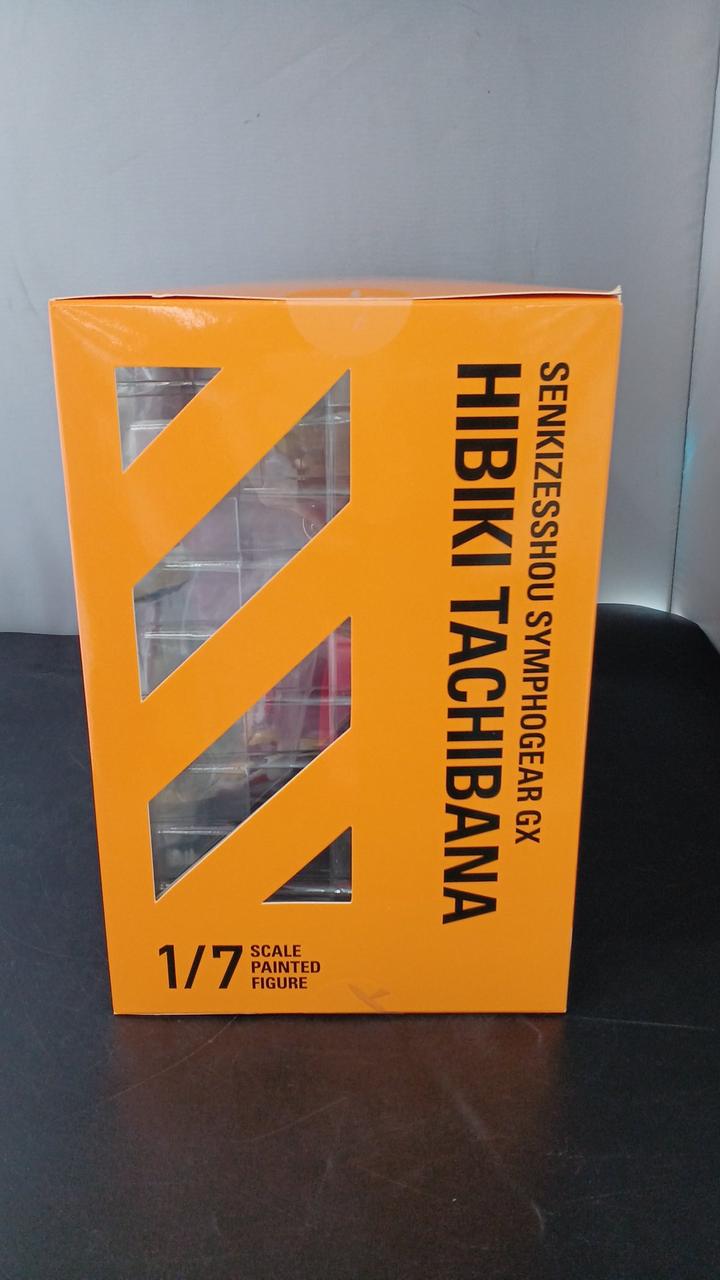 SENKIZESSHOU SYMPHOGEAR GX
HIBIKI TACHIBANA
1/7 SCALE
PAINTED
FIGURE